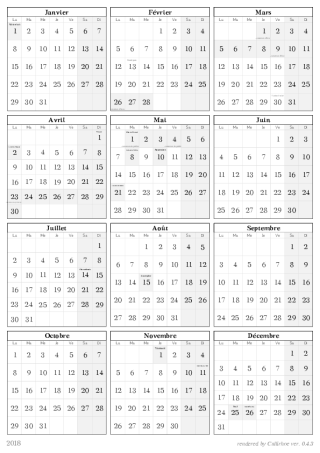 Janvier
Lu Ma Me Je Ve Sa Di
1 2 3 4 5 6 7
8 9 10 11 12 13 14
15 16 17 18 19 20 21
22 23 24 25 26 27 28
29 30 31
Février
Lu Ma Me Je Ve Sa Di
1 2 3 4
5 6 7 8 9 10 11
12 13 14 15 16 17 18
19 20 21 22 23 24 25
26 27 28
Mars
Lu Ma Me Je Ve Sa Di
1 2 3 4
5 6 7 8 9 10 11
12 13 14 15 16 17 18
19 20 21 22 23 24 25
26 27 28 29 30 31
Avril
Lu Ma Me Je Ve Sa Di
1
2 3 4 5 6 7 8
9 10 11 12 13 14 15
16 17 18 19 20 21 22
23 24 25 26 27 28 29
30
Mai
Lu Ma Me Je Ve Sa Di
1 2 3 4 5 6
7 8 9 10 11 12 13
14 15 16 17 18 19 20
21 22 23 24 25 26 27
28 29 30 31
Juin
Lu Ma Me Je Ve Sa Di
1 2 3
4 5 6 7 8 9 10
11 12 13 14 15 16 17
18 19 20 21 22 23 24
25 26 27 28 29 30
Juillet
Lu Ma Me Je Ve Sa Di
1
2 3 4 5 6 7 8
9 10 11 12 13 14 15
16 17 18 19 20 21 22
23 24 25 26 27 28 29
30 31
Août
Lu Ma Me Je Ve Sa Di
1 2 3 4 5
6 7 8 9 10 11 12
13 14 15 16 17 18 19
20 21 22 23 24 25 26
27 28 29 30 31
Septembre
Lu Ma Me Je Ve Sa Di
1 2
3 4 5 6 7 8 9
10 11 12 13 14 15 16
17 18 19 20 21 22 23
24 25 26 27 28 29 30
Octobre
Lu Ma Me Je Ve Sa Di
1 2 3 4 5 6 7
8 9 10 11 12 13 14
15 16 17 18 19 20 21
22 23 24 25 26 27 28
29 30 31
Novembre
Lu Ma Me Je Ve Sa Di
1 2 3 4
5 6 7 8 9 10 11
12 13 14 15 16 17 18
19 20 21 22 23 24 25
26 27 28 29 30
Décembre
Lu Ma Me Je Ve Sa Di
1 2
3 4 5 6 7 8 9
10 11 12 13 14 15 16
17 18 19 20 21 22 23
24 25 26 27 28 29 30
31
2018
rendered by ver. 0.4.3